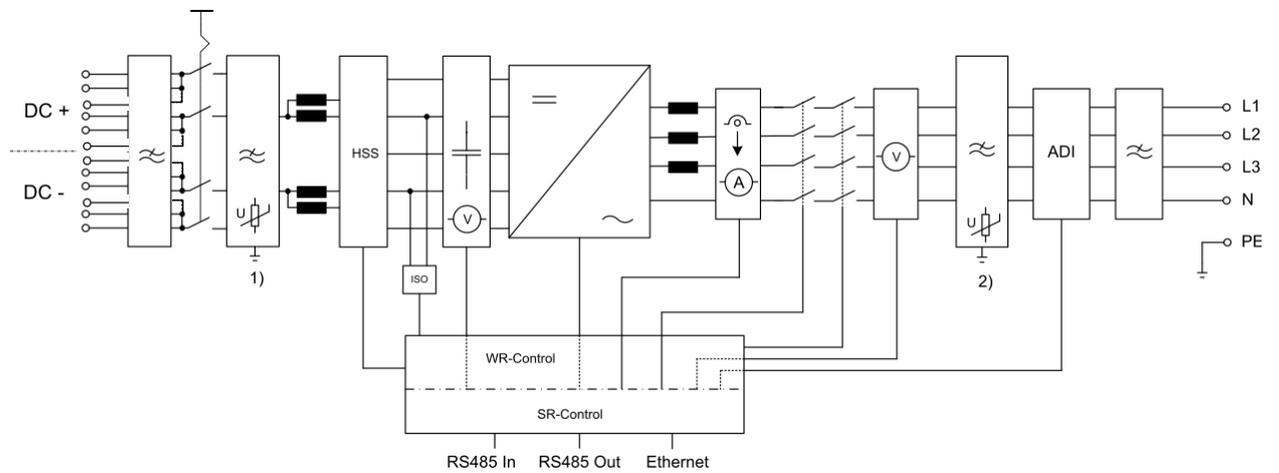 DC +
DC -
U
1)
HSS
ISO
V
A
V
U
2)
ADI
L1
L2
L3
N
PE
WR-Control
SR-Control
RS485 In
RS485 Out
Ethernet